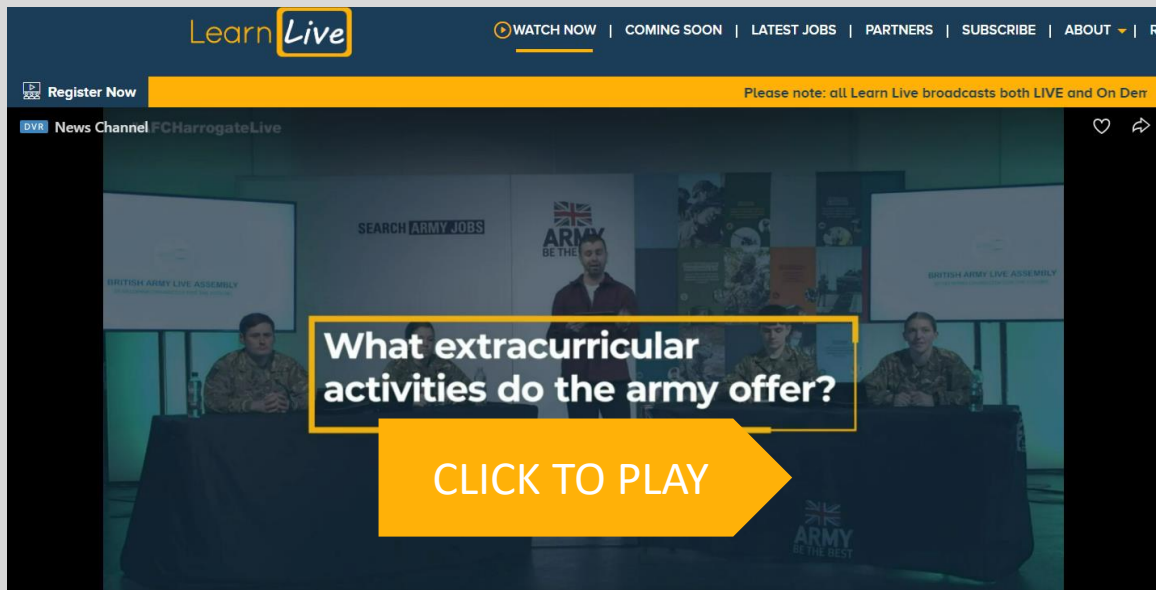 Learn Live
WATCH NOW | COMING SOON | LATEST JOBS | PARTNERS | SUBSCRIBE | ABOUT | R
Register Now
Please note: all Learn Live broadcasts both LIVE and On Dem
DVR News Channel FCHarrogateLive
SEARCH ARMY JOBS
ARMY
BE THE
BRITISH ARMY LIVE ASSEMBLY
BRITISH ARMY LIVE ASSEMBLY
What extracurricular
activities do the army offer?
CLICK TO PLAY
ARMY
BE THE BEST